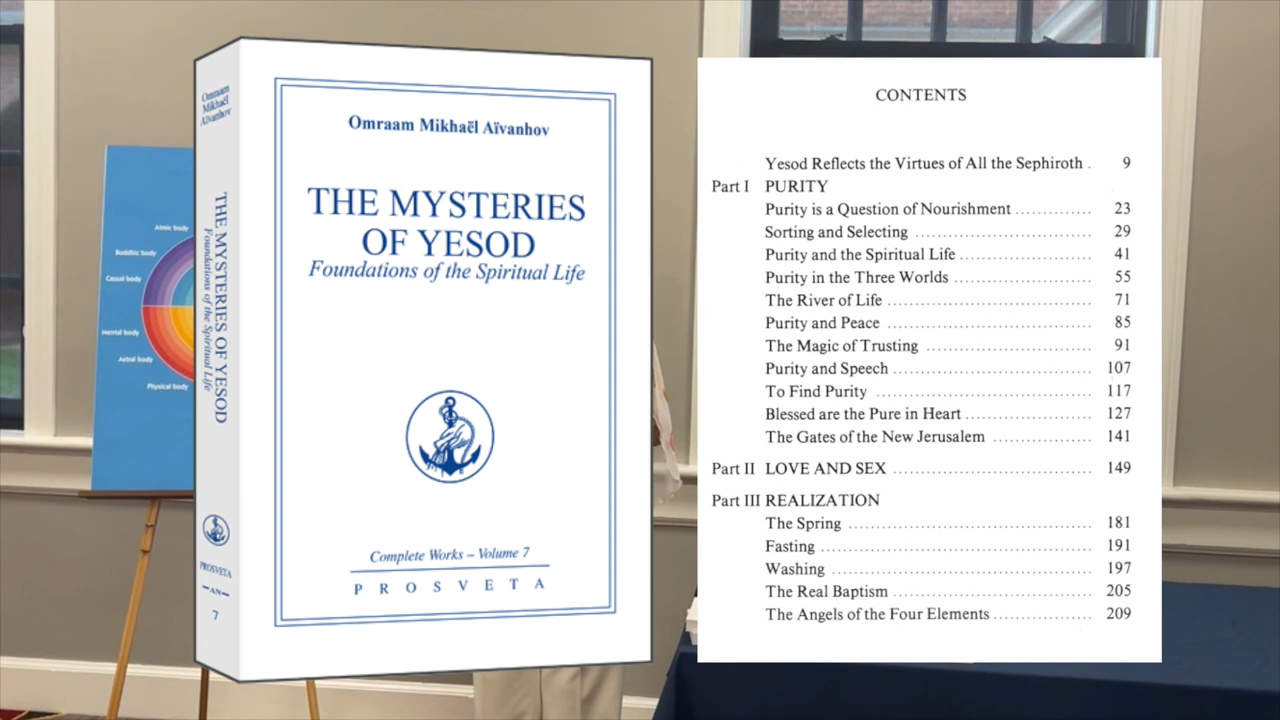 Almic body
Buddhic body
Causal body
Mental body
Astral body
Physical body
Omraam
Mikhaël
Aïvanhov
THE MYSTERIES OF YESOD
Foundations of the Spiritual Life
PROSVETA
—AN—
7
Omraam Mikhaël Aïvanhov
THE MYSTERIES
OF YESOD
Foundations of the Spiritual Life
Complete Works – Volume 7
PROSVETA
CONTENTS
Yesod Reflects the Virtues of All the Sephiroth . 9
Part I PURITY
Purity is a Question of Nourishment ............. 23
Sorting and Selecting ............................... 29
Purity and the Spiritual Life ....................... 41
Purity in the Three Worlds ........................ 55
The River of Life .................................... 71
Purity and Peace ..................................... 85
The Magic of Trusting .............................. 91
Purity and Speech .................................... 107
To Find Purity ........................................ 117
Blessed are the Pure in Heart ...................... 127
The Gates of the New Jerusalem .................. 141
Part II LOVE AND SEX .................................... 149
Part III REALIZATION
The Spring ............................................ 181
Fasting ................................................. 191
Washing ................................................ 197
The Real Baptism .................................... 205
The Angels of the Four Elements .................. 209